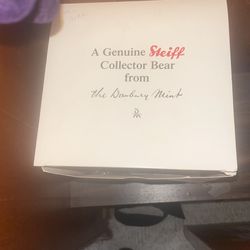 A Genuine Steiff
Collector Bear
from
The Danbury Mint